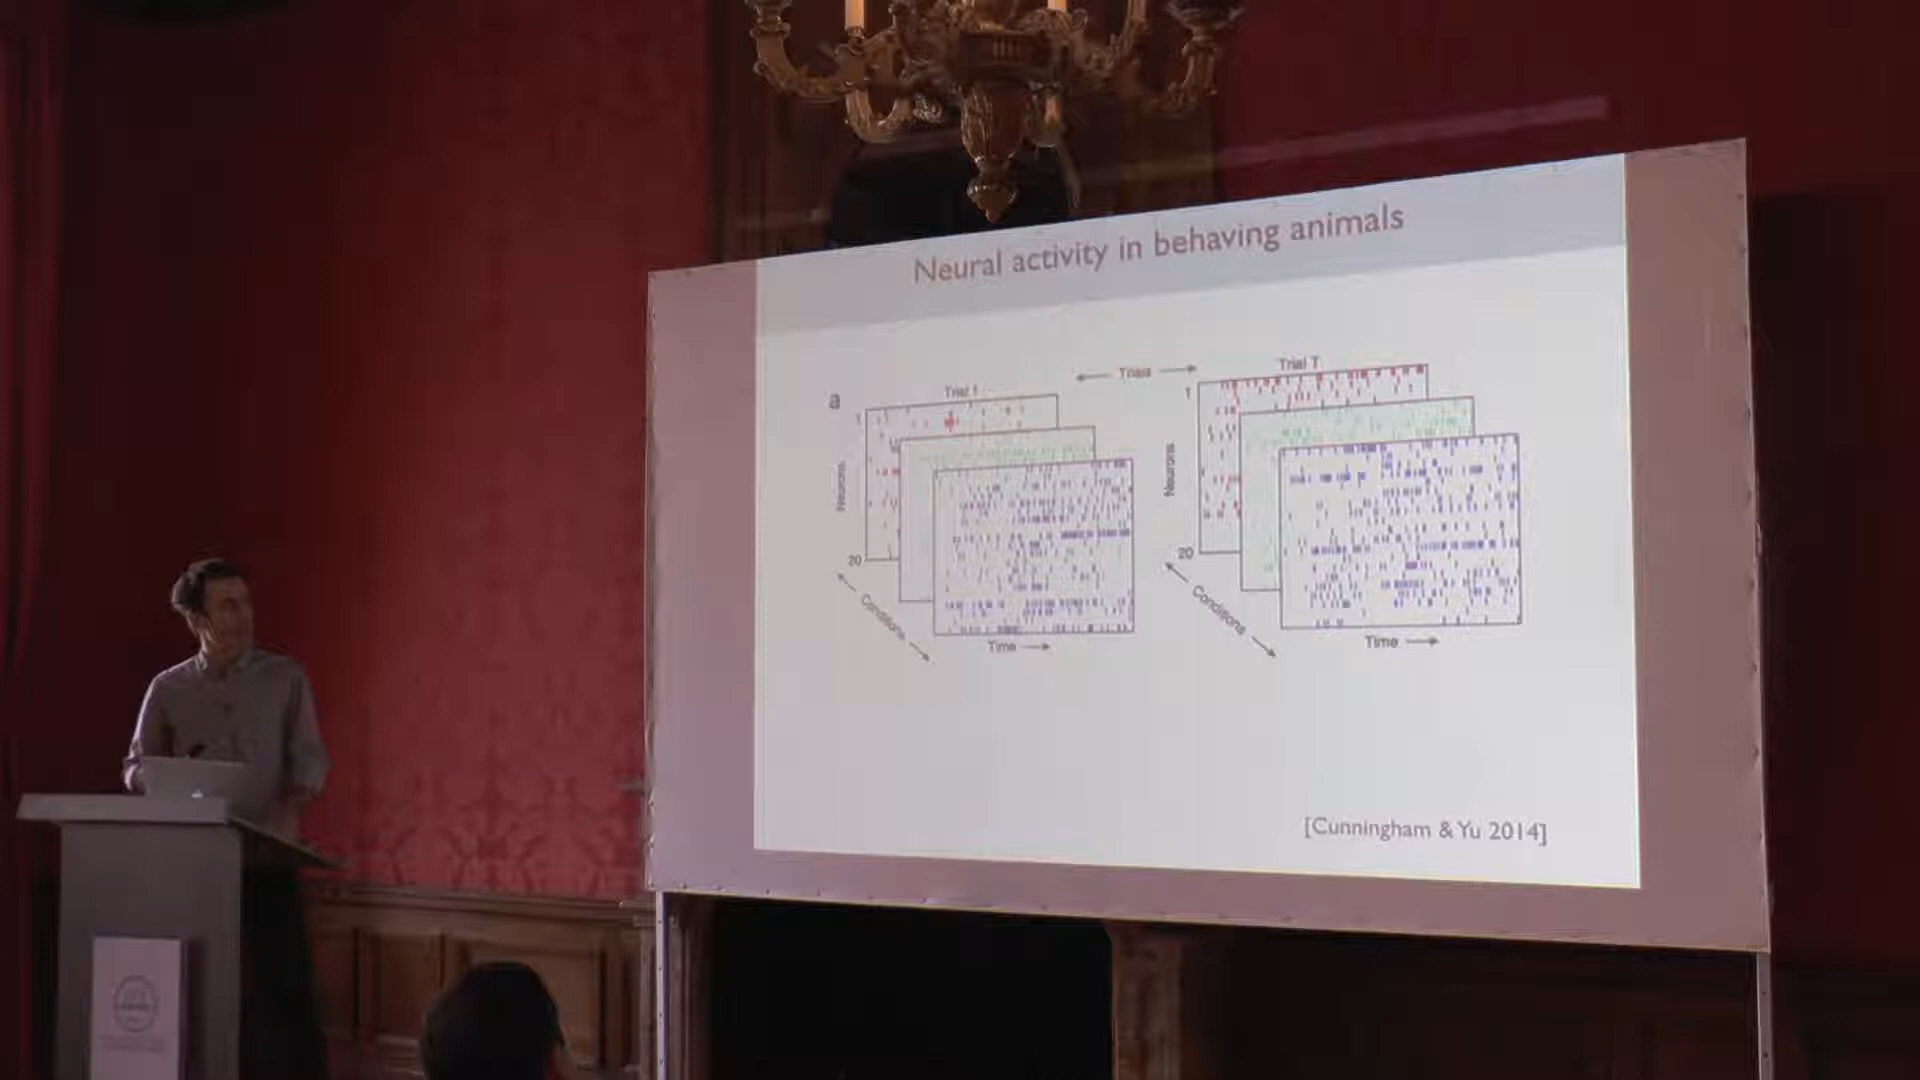 Neural activity in behaving animals
a
Trial 1
Trials
Trial T
1
1
Neurons
Neurons
20
20
Conditions
Conditions
Time
Time
[Cunningham & Yu 2014]